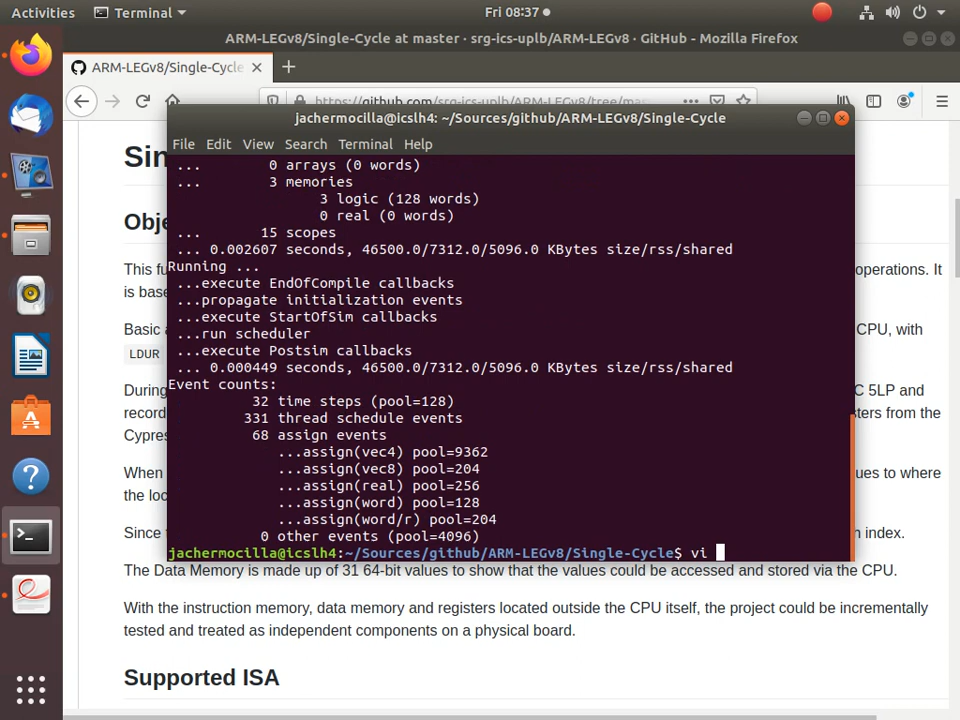 Activities
Terminal
Fri 08:37
ARM-LEGv8/Single-Cycle at master · srg-ics-uplb/ARM-LEGv8 · GitHub - Mozilla Firefox
ARM-LEGv8/Single-Cycle
https://github.com/srg-ics-uplb/ARM-LEGv8/tree/mas
jachermocilla@icslh4: ~/Sources/github/ARM-LEGv8/Single-Cycle
File Edit View Search Terminal Help
... 0 arrays (0 words)
... 3 memories
3 logic (128 words)
0 real (0 words)
... 15 scopes
... 0.002607 seconds, 46500.0/7312.0/5096.0 KBytes size/rss/shared
Running ...
...execute EndOfCompile callbacks
...propagate initialization events
...execute StartOfSim callbacks
...run scheduler
...execute Postsim callbacks
... 0.000449 seconds, 46500.0/7312.0/5096.0 KBytes size/rss/shared
Event counts:
32 time steps (pool=128)
331 thread schedule events
68 assign events
...assign(vec4) pool=9362
...assign(vec8) pool=204
...assign(real) pool=256
...assign(word) pool=128
...assign(word/r) pool=204
0 other events (pool=4096)
jachermocilla@icslh4:~/Sources/github/ARM-LEGv8/Single-Cycle$ vi
Sin
Obje
This fu operations. It
is base
Basic a CPU, with
LDUR
During C 5LP and
record sters from the
Cypres
When ues to where
the loc
Since t n index.
The Data Memory is made up of 31 64-bit values to show that the values could be accessed and stored via the CPU.
With the instruction memory, data memory and registers located outside the CPU itself, the project could be incrementally
tested and treated as independent components on a physical board.
Supported ISA